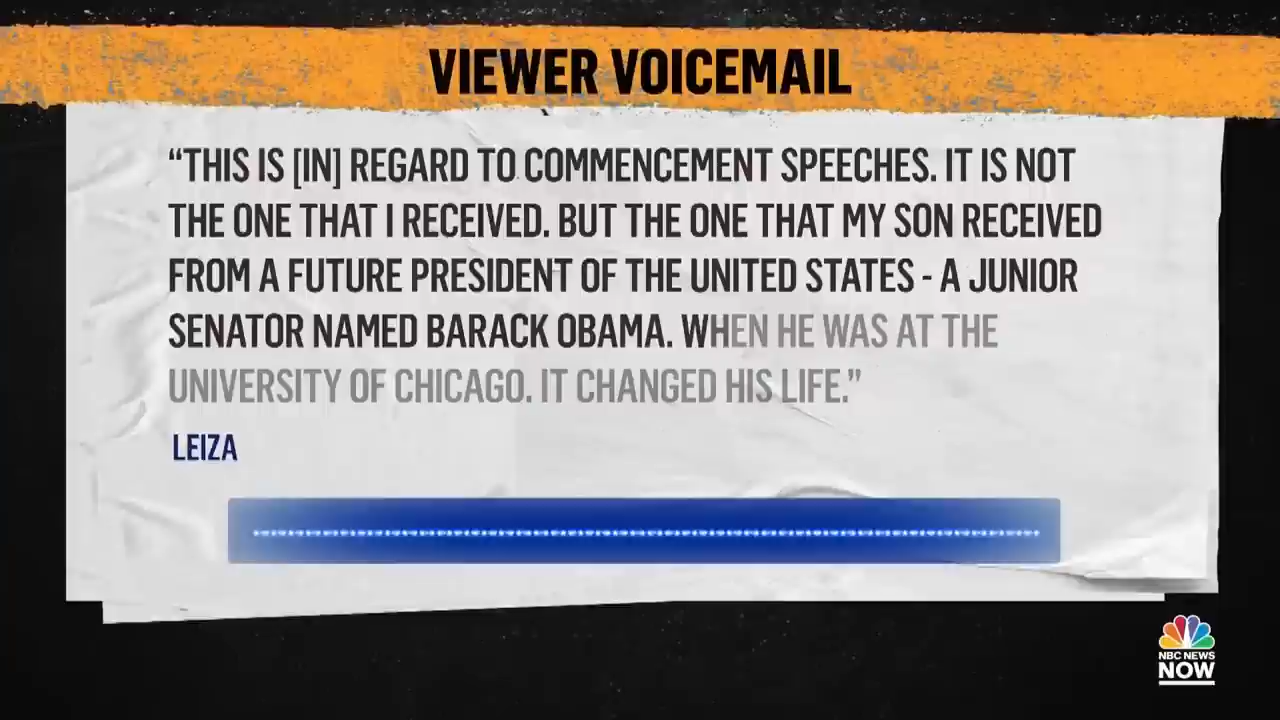 VIEWER VOICEMAIL
“THIS IS [IN] REGARD TO COMMENCEMENT SPEECHES. IT IS NOT
THE ONE THAT I RECEIVED. BUT THE ONE THAT MY SON RECEIVED
FROM A FUTURE PRESIDENT OF THE UNITED STATES - A JUNIOR
SENATOR NAMED BARACK OBAMA. WHEN HE WAS AT THE
UNIVERSITY OF CHICAGO. IT CHANGED HIS LIFE.”
LEIZA
NBC NEWS
NOW